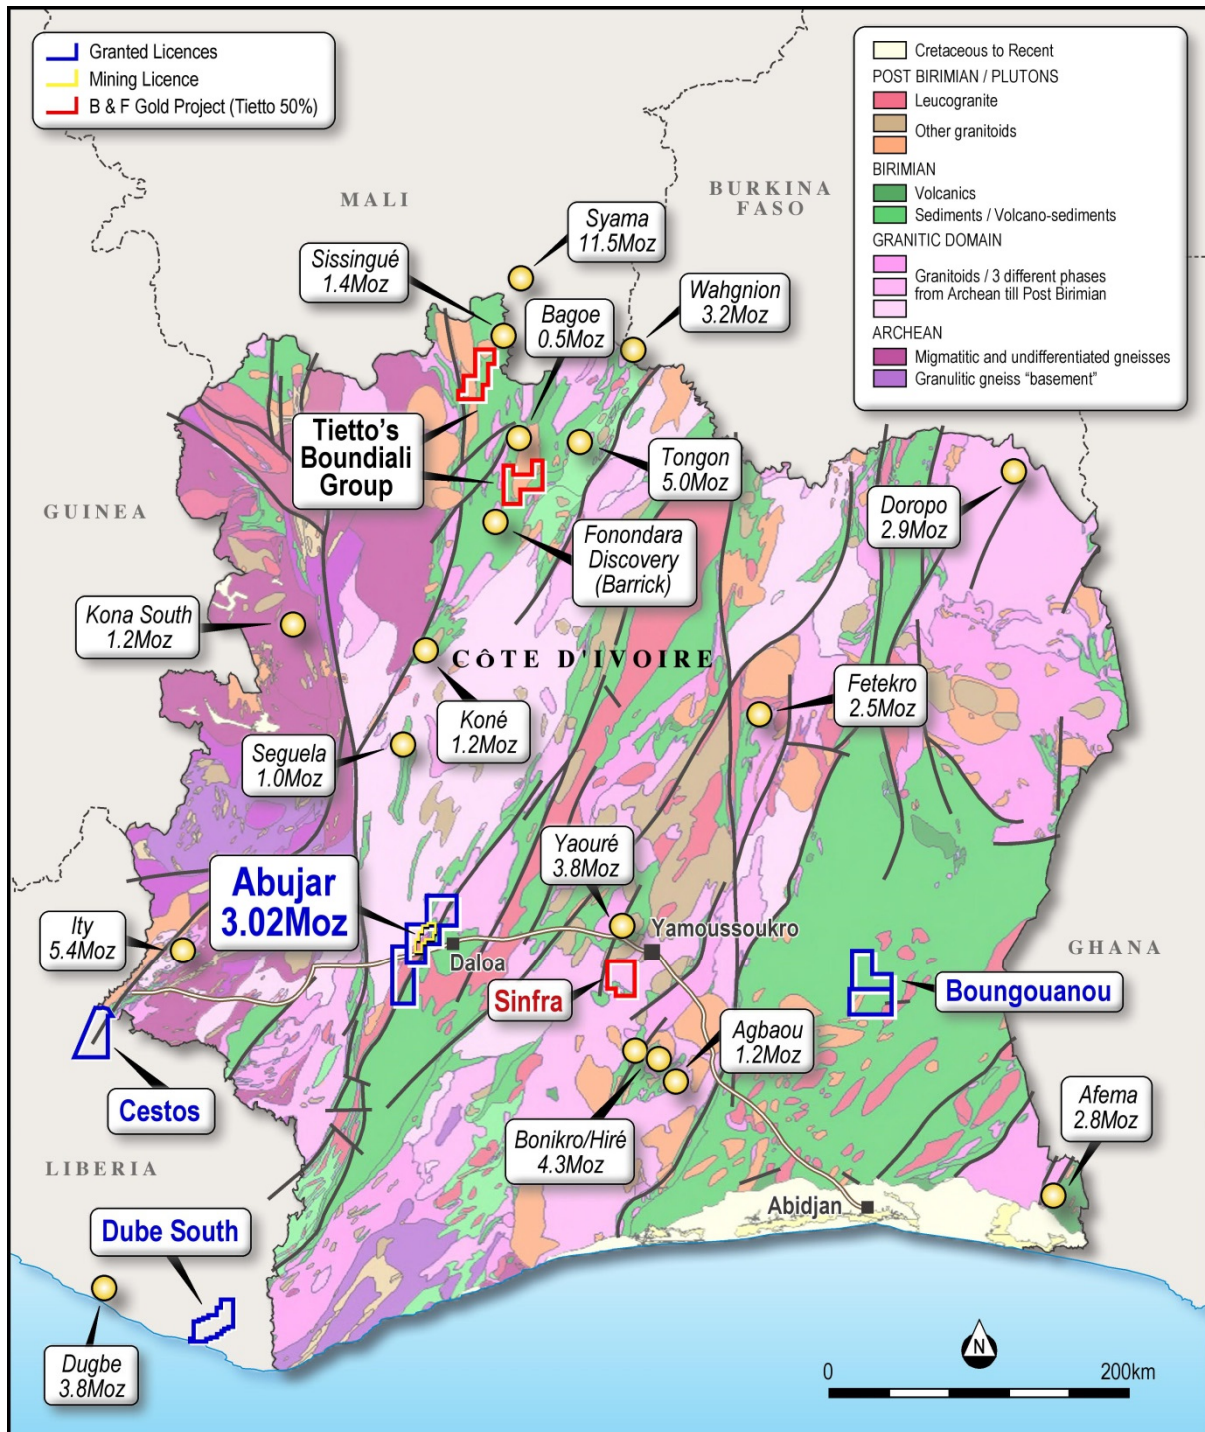 Granted Licences
Mining Licence
B & F Gold Project (Tietto 50%)
Cretaceous to Recent
POST BIRIMIAN / PLUTONS
Leucogranite
Other granitoids
BIRIMIAN
Volcanics
Sediments / Volcano-sediments
GRANITIC DOMAIN
Granitoids / 3 different phases
from Archean till Post Birimian
ARCHEAN
Migmatitic and undifferentiated gneisses
Granulitic gneiss “basement”
MALI
BURKINA
FASO
Syama
11.5Moz
Sissingué
1.4Moz
Bagoe
0.5Moz
Wahgnion
3.2Moz
Tietto's
Boundiali
Group
Tongon
5.0Moz
Doropo
2.9Moz
GUINEA
Fonondara
Discovery
(Barrick)
Kona South
1.2Moz
CÔTE D'IVOIRE
Fetekro
2.5Moz
Koné
1.2Moz
Seguela
1.0Moz
Yaouré
3.8Moz
Abujar
3.02Moz
Ity
5.4Moz
Daloa
Yamoussoukro
GHANA
Sinfra
Boungouanou
Agbaou
1.2Moz
Cestos
Bonikro/Hiré
4.3Moz
Afema
2.8Moz
LIBERIA
Abidjan
Dube South
Dugbe
3.8Moz
N
0 200km